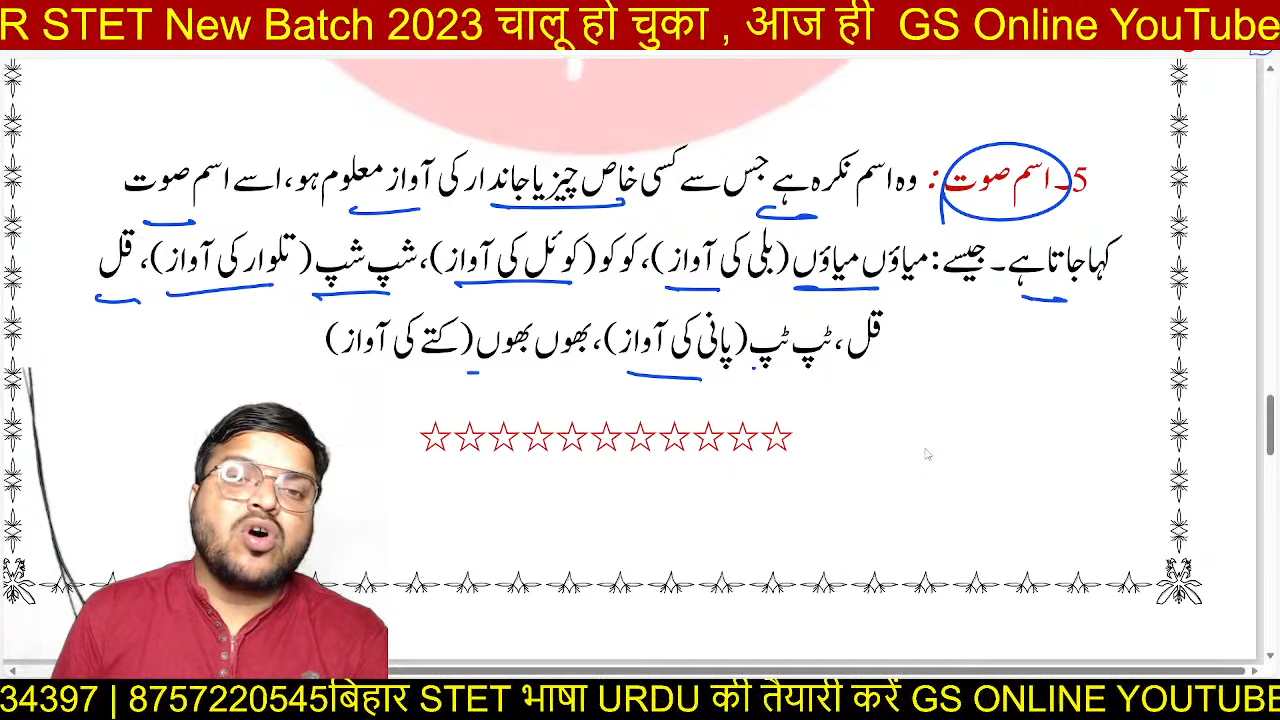 R STET New Batch 2023 चालू हो चुका , आज ही GS Online YouTube
5۔ اسم صوت : وہ اسم نکرہ ہے جس سے کسی خاص چیز یا جاندار کی آواز معلوم ہو، اسے اسم صوت
کہا جاتا ہے۔ جیسے: میاؤں میاؤں (بلی کی آواز)، کو کو (کوئل کی آواز)، شپ شپ ( تلوار کی آواز)، قل
قل، ٹپ ٹپ (پانی کی آواز)، بھوں بھوں (کتے کی آواز)
34397 | 8757220545बिहार STET भाषा URDU की तैयारी करें GS ONLINE YOUTUBE